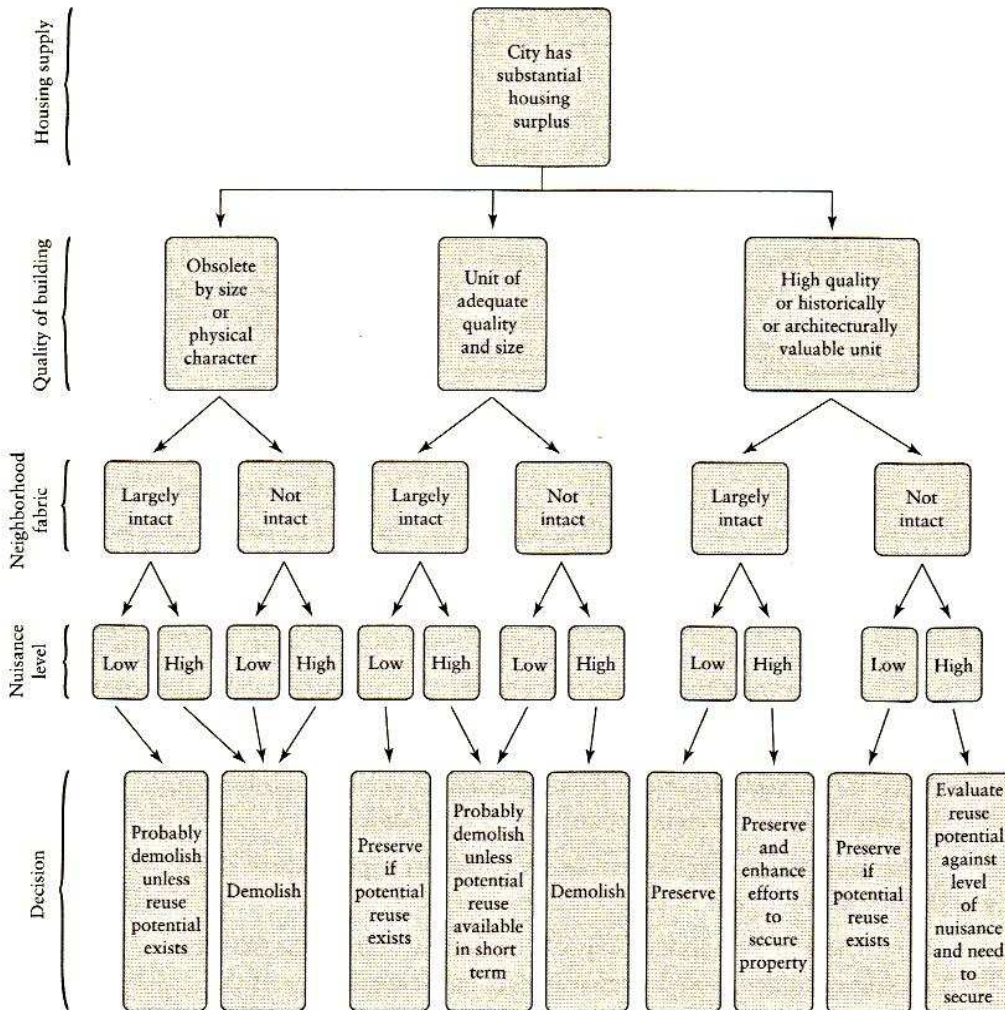 Housing supply
City has
substantial
housing
surplus
Quality of building
Obsolete
by size
or
physical
character
Unit of
adequate
quality
and size
High quality
or historically
or architecturally
valuable unit
Neighborhood
fabric
Largely
intact
Not
intact
Largely
intact
Not
intact
Largely
intact
Not
intact
Nuisance
level
Low
High
Low
High
Low
High
Low
High
Low
High
Low
High
Decision
Probably
demolish
unless
reuse
potential
exists
Demolish
Preserve
if
potential
reuse
exists
Probably
demolish
unless
potential
reuse
available
in short
term
Demolish
Preserve
Preserve
and
enhance
efforts
to
secure
property
Preserve
if
potential
reuse
exists
Evaluate
reuse
potential
against
level
of
nuisance
and need
to
secure